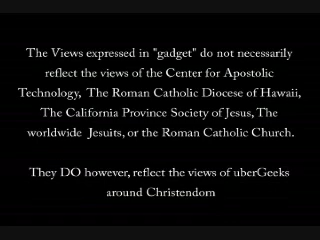 The Views expressed in "gadget" do not necessarily
reflect the views of the Center for Apostolic
Technology, The Roman Catholic Diocese of Hawaii,
The California Province Society of Jesus, The
worldwide Jesuits, or the Roman Catholic Church.
They DO however, reflect the views of uberGeeks
around Christendom